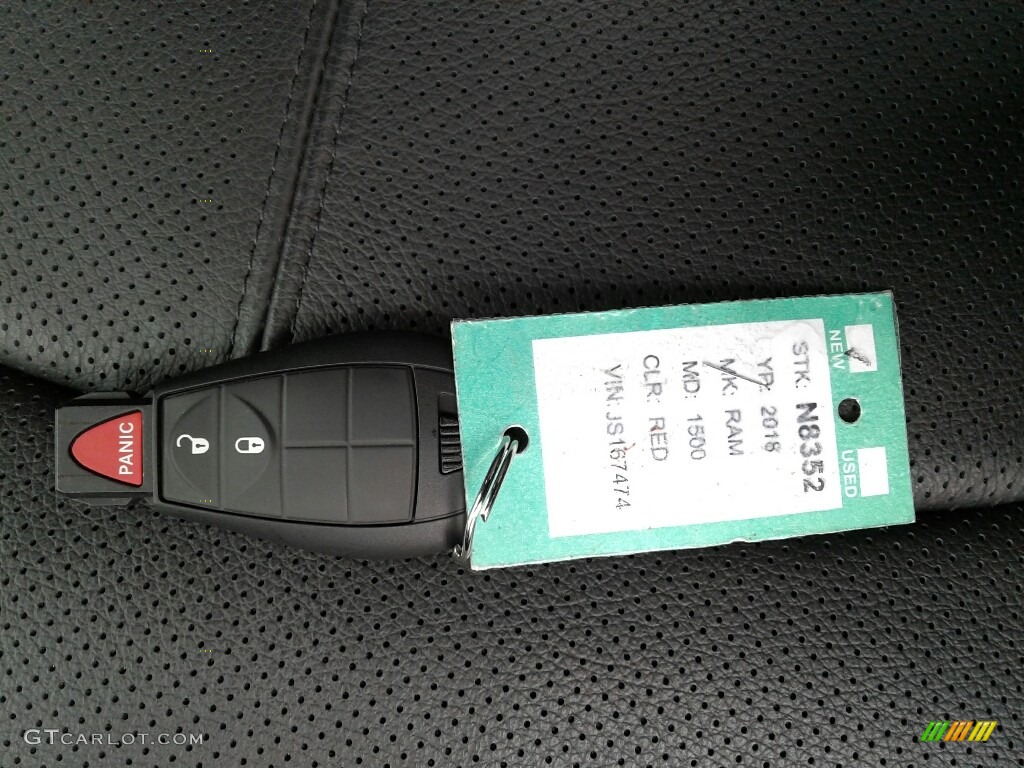 NEW
USED
STK: N8352
YR: 2018
MK: RAM
MD: 1500
CLR: RED
VIN: JS167474
PANIC
GTCARLOT.COM